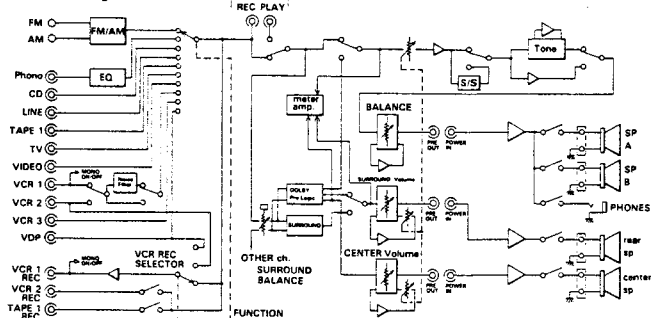 REC PLAY
FM
AM
FM/AM
Phono
EQ
CD
LINE
TAPE 1
TV
VIDEO
VCR 1
MONO
ON-OFF
Noise
Filter
VCR 2
VCR 3
VDP
VCR REC
SELECTOR
VCR 1
REC
MONO
ON/OFF
VCR 2
REC
TAPE 1
REC
FUNCTION
OTHER ch.
SURROUND
BALANCE
meter
amp.
DOLBY
Pro Logic
SURROUND
BALANCE
SURROUND Volume
CENTER Volume
S/S
Tone
PRE
OUT
POWER
IN
PRE
OUT
POWER
IN
PRE
OUT
POWER
IN
SP
A
SP
B
PHONES
rear
sp
center
sp